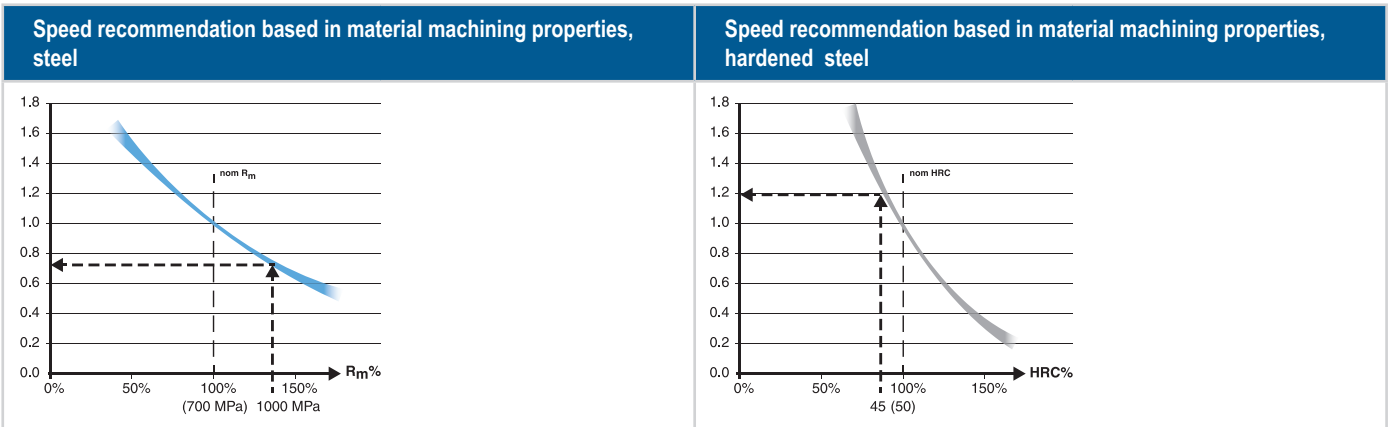 Speed recommendation based in material machining properties,
steel
1.8
1.6
1.4
1.2
1.0
0.8
0.6
0.4
0.2
0.0
nom Rm
Rm%
0%
50%
100%
150%
(700 MPa)
1000 MPa
Speed recommendation based in material machining properties,
hardened steel
1.8
1.6
1.4
1.2
1.0
0.8
0.6
0.4
0.2
0.0
nom HRC
HRC%
0%
50%
100%
150%
45 (50)